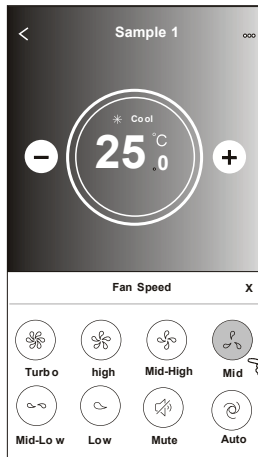 Sample 1
Cool
25.0 °C
Fan Speed X
Turbo high Mid-High Mid
Mid-Low Low Mute Auto